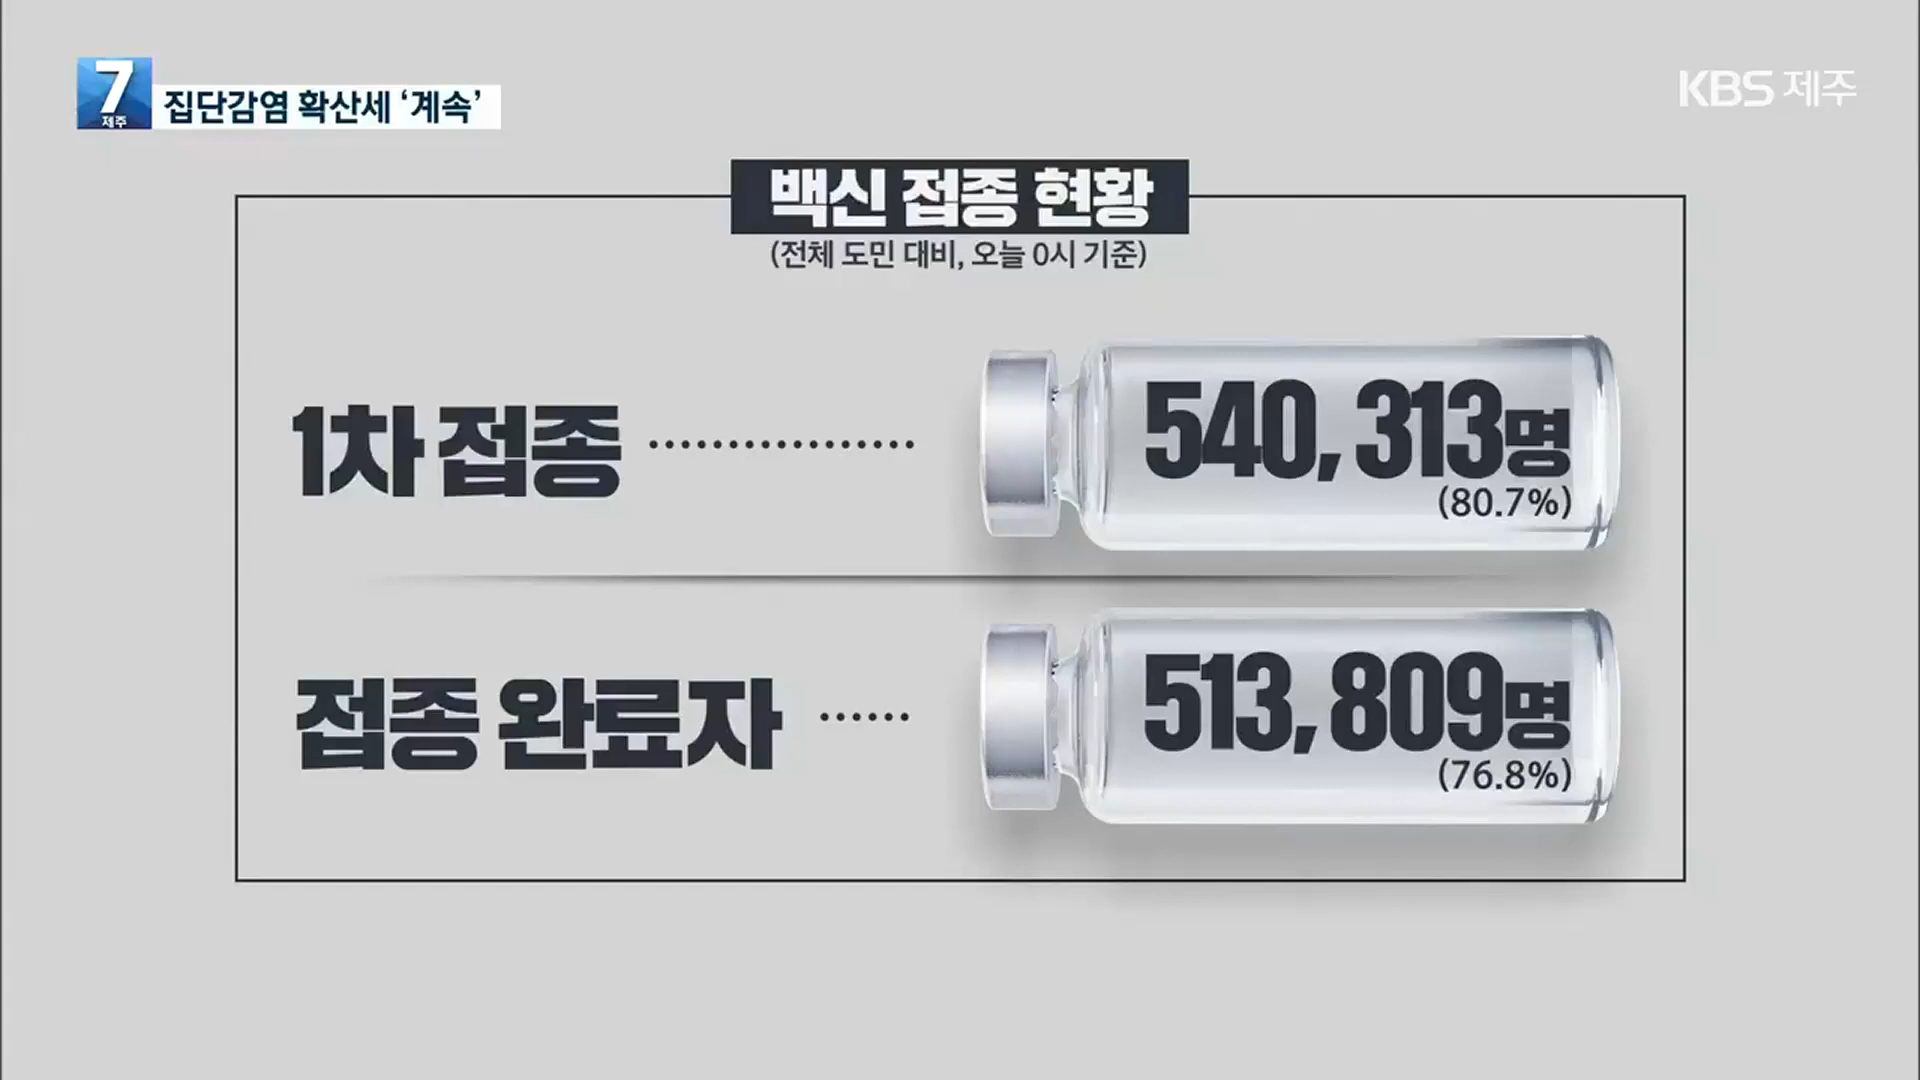 7
제주
집단감염 확산세 ‘계속’
KBS 제주
백신 접종 현황
(전체 도민 대비, 오늘 0시 기준)
1차 접종 ················· 540,313명
(80.7%)
접종 완료자 ······ 513,809명
(76.8%)